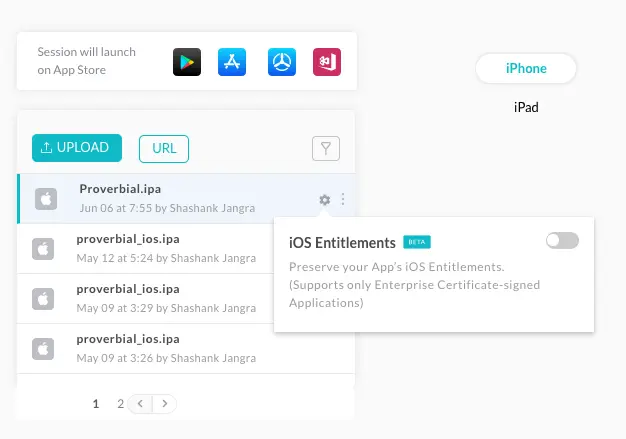 Session will launch
on App Store
iPhone
iPad
UPLOAD
URL
Proverbial.ipa
Jun 06 at 7:55 by Shashank Jangra
proverbial_ios.ipa
May 12 at 5:24 by Shashank Jangra
proverbial_ios.ipa
May 09 at 3:29 by Shashank Jangra
proverbial_ios.ipa
May 09 at 3:26 by Shashank Jangra
iOS Entitlements BETA
Preserve your App's iOS Entitlements.
(Supports only Enterprise Certificate-signed
Applications)
1 2